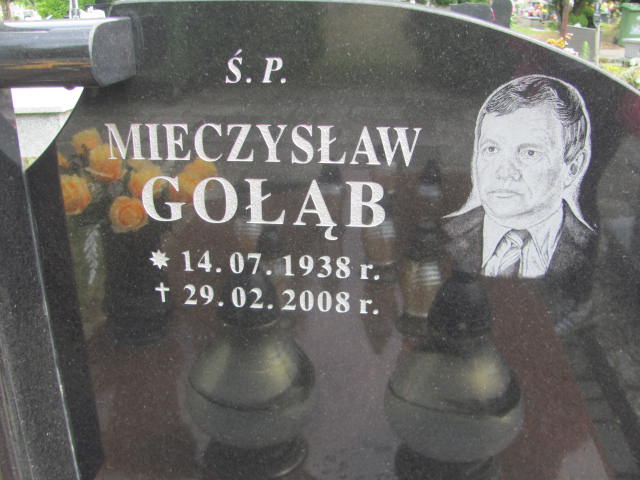 Ś. P.
MIECZYSŁAW
GOŁĄB
✷ 14.07.1938 r.
✝ 29.02.2008 r.